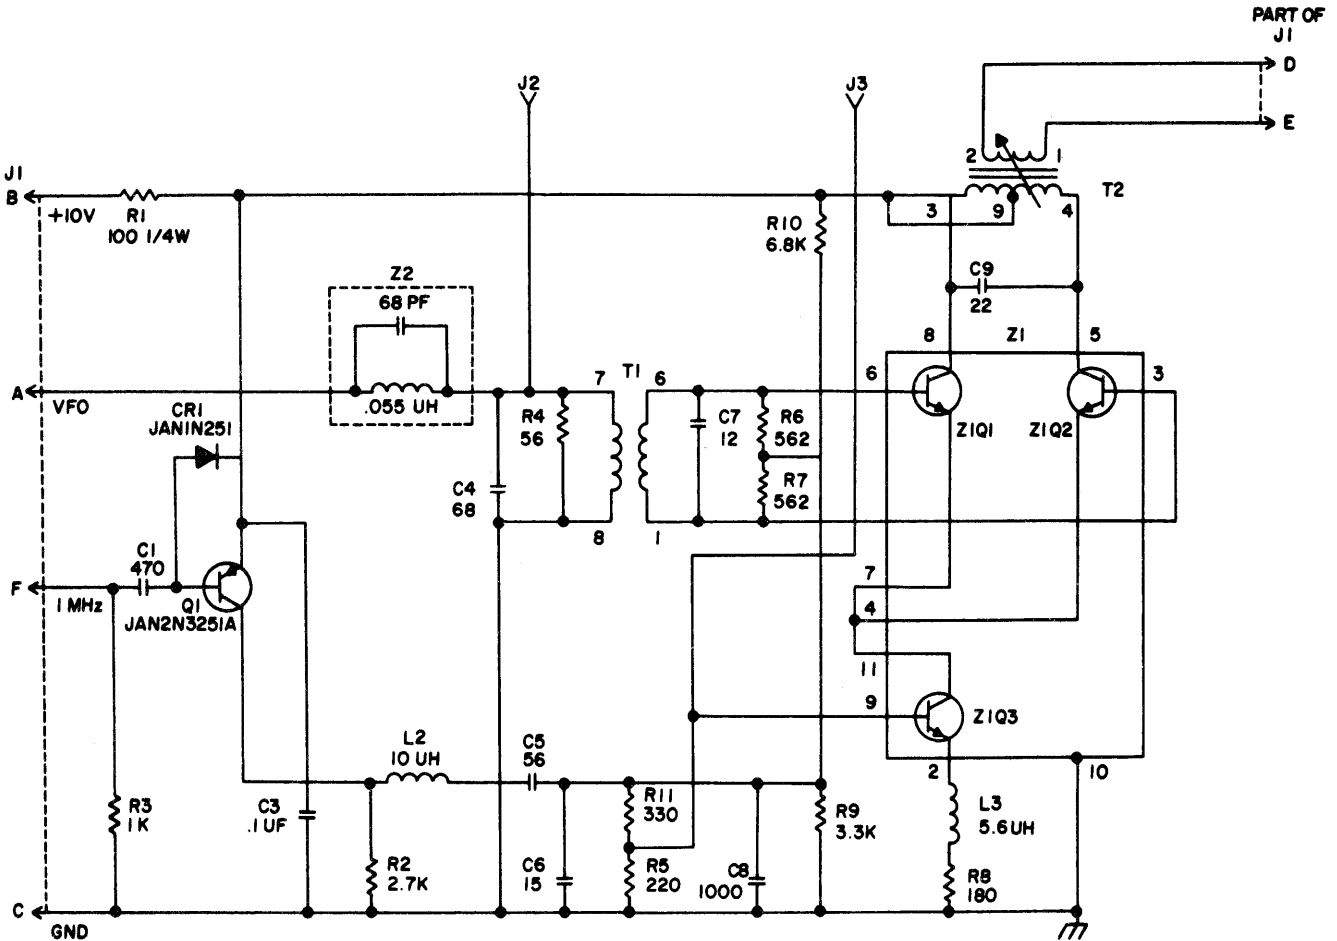 PART OF
J1
D
E
J2
J3
2
1
J1
B
+10V
R1
100 1/4W
R10
6.8K
3
9
4
T2
Z2
68 PF
.055 UH
C9
22
8
Z1
5
A
VFO
CR1
JAN1N251
R4
56
7
T1
6
C7
12
R6
562
6
3
Z1Q1
Z1Q2
C4
68
R7
562
8
1
C1
470
F
1 MHz
Q1
JAN2N3251A
7
4
11
9
Z1Q3
L2
10 UH
C5
56
2
10
R3
1K
C3
.1UF
R11
330
R9
3.3K
L3
5.6UH
R2
2.7K
C6
15
R5
220
C8
1000
R8
180
C
GND